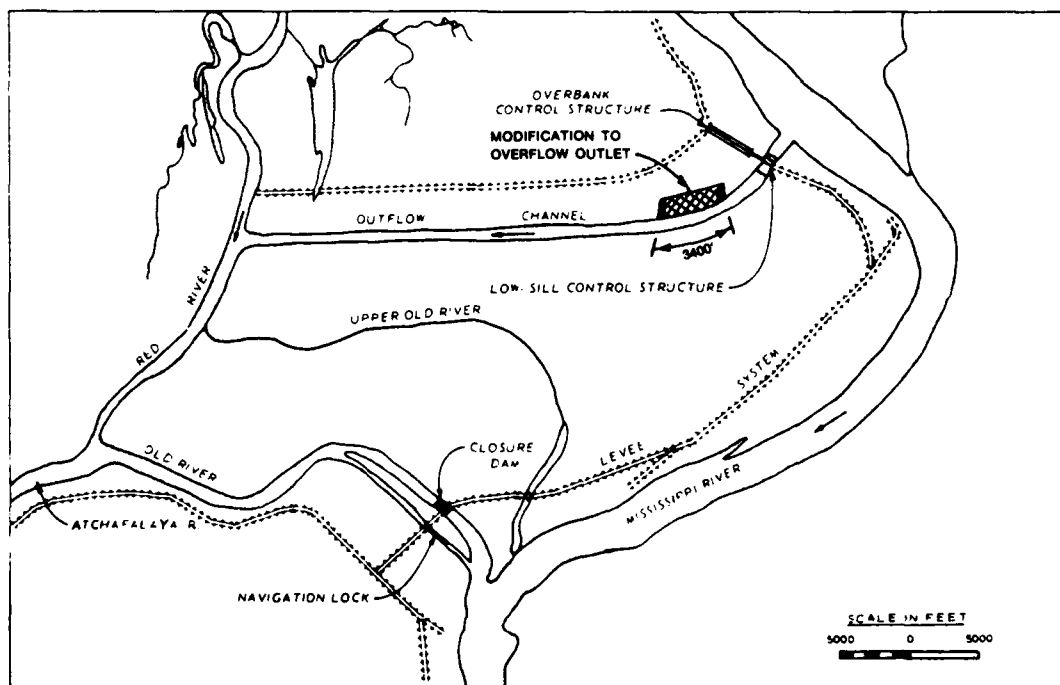 OVERBANK
CONTROL STRUCTURE
MODIFICATION TO
OVERFLOW OUTLET
OUTFLOW CHANNEL
3400'
LOW-SILL CONTROL STRUCTURE
RED RIVER
UPPER OLD RIVER
OLD RIVER
CLOSURE
DAM
LEVEE SYSTEM
MISSISSIPPI RIVER
ATCHAFALAYA R.
NAVIGATION LOCK
SCALE IN FEET
5000 0 5000